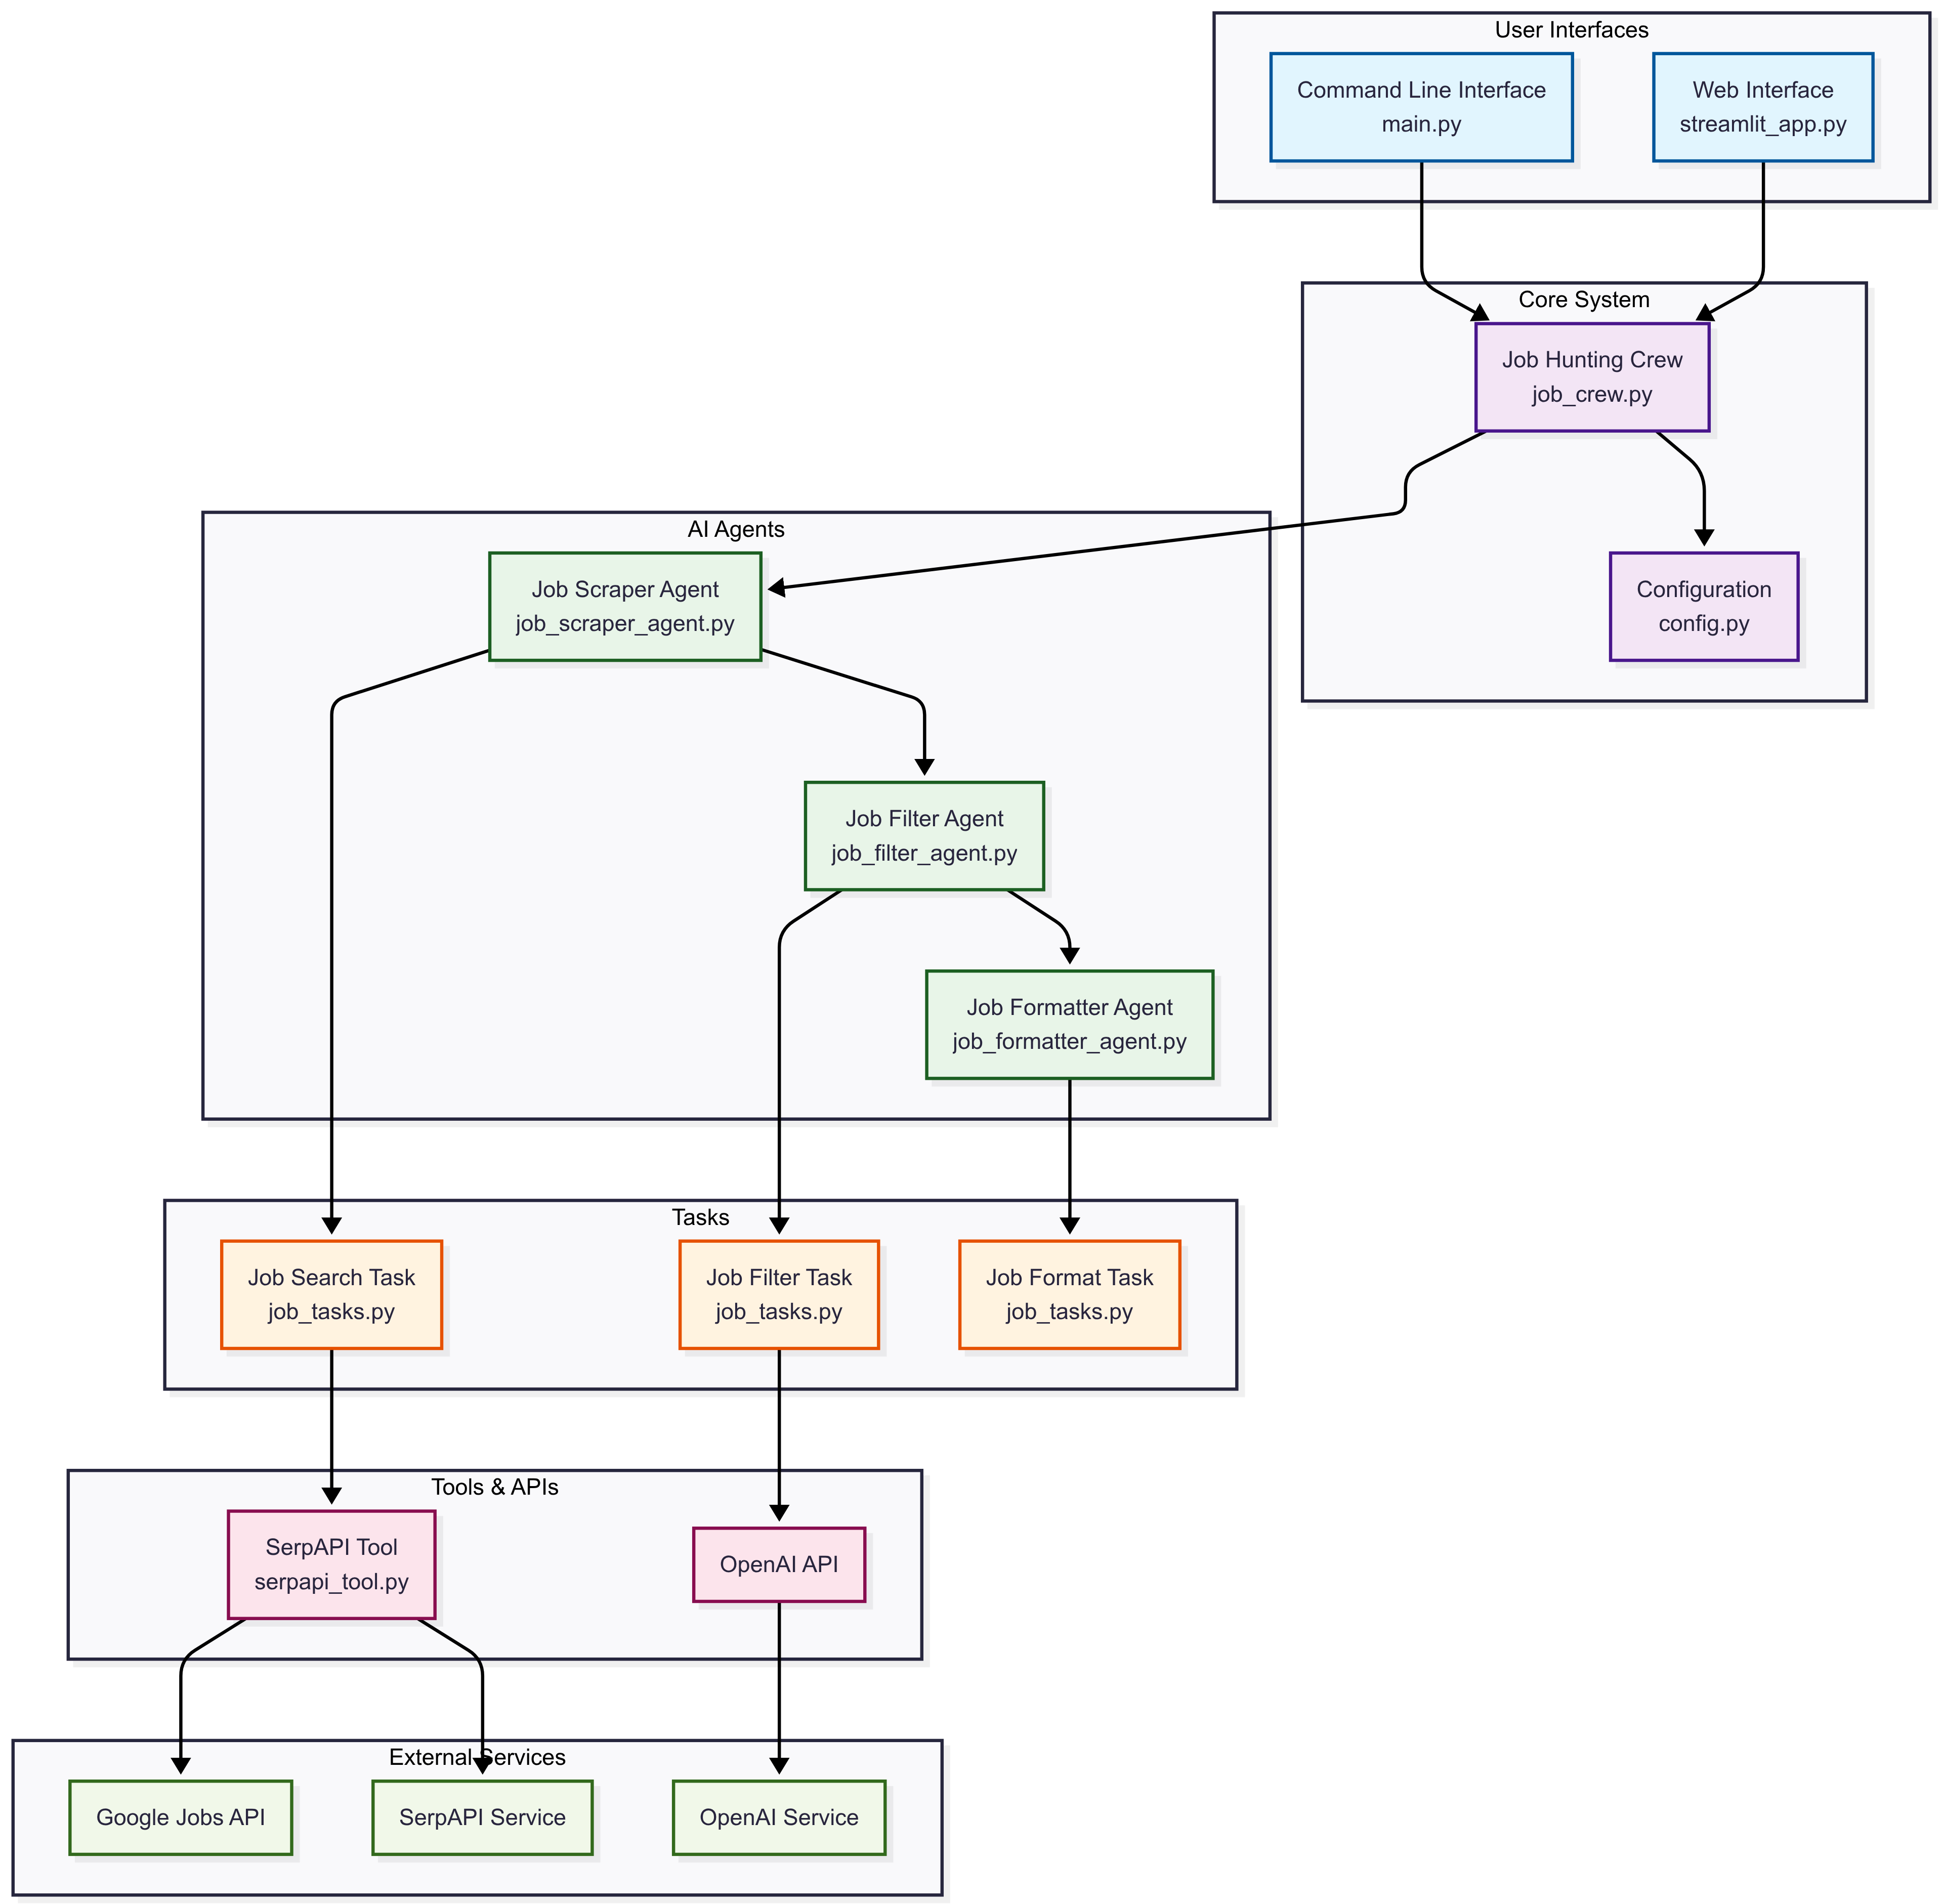 User Interfaces
Command Line Interface
main.py
Web Interface
streamlit_app.py
Core System
Job Hunting Crew
job_crew.py
Configuration
config.py
AI Agents
Job Scraper Agent
job_scraper_agent.py
Job Filter Agent
job_filter_agent.py
Job Formatter Agent
job_formatter_agent.py
Tasks
Job Search Task
job_tasks.py
Job Filter Task
job_tasks.py
Job Format Task
job_tasks.py
Tools & APIs
SerpAPI Tool
serpapi_tool.py
OpenAI API
External Services
Google Jobs API
SerpAPI Service
OpenAI Service